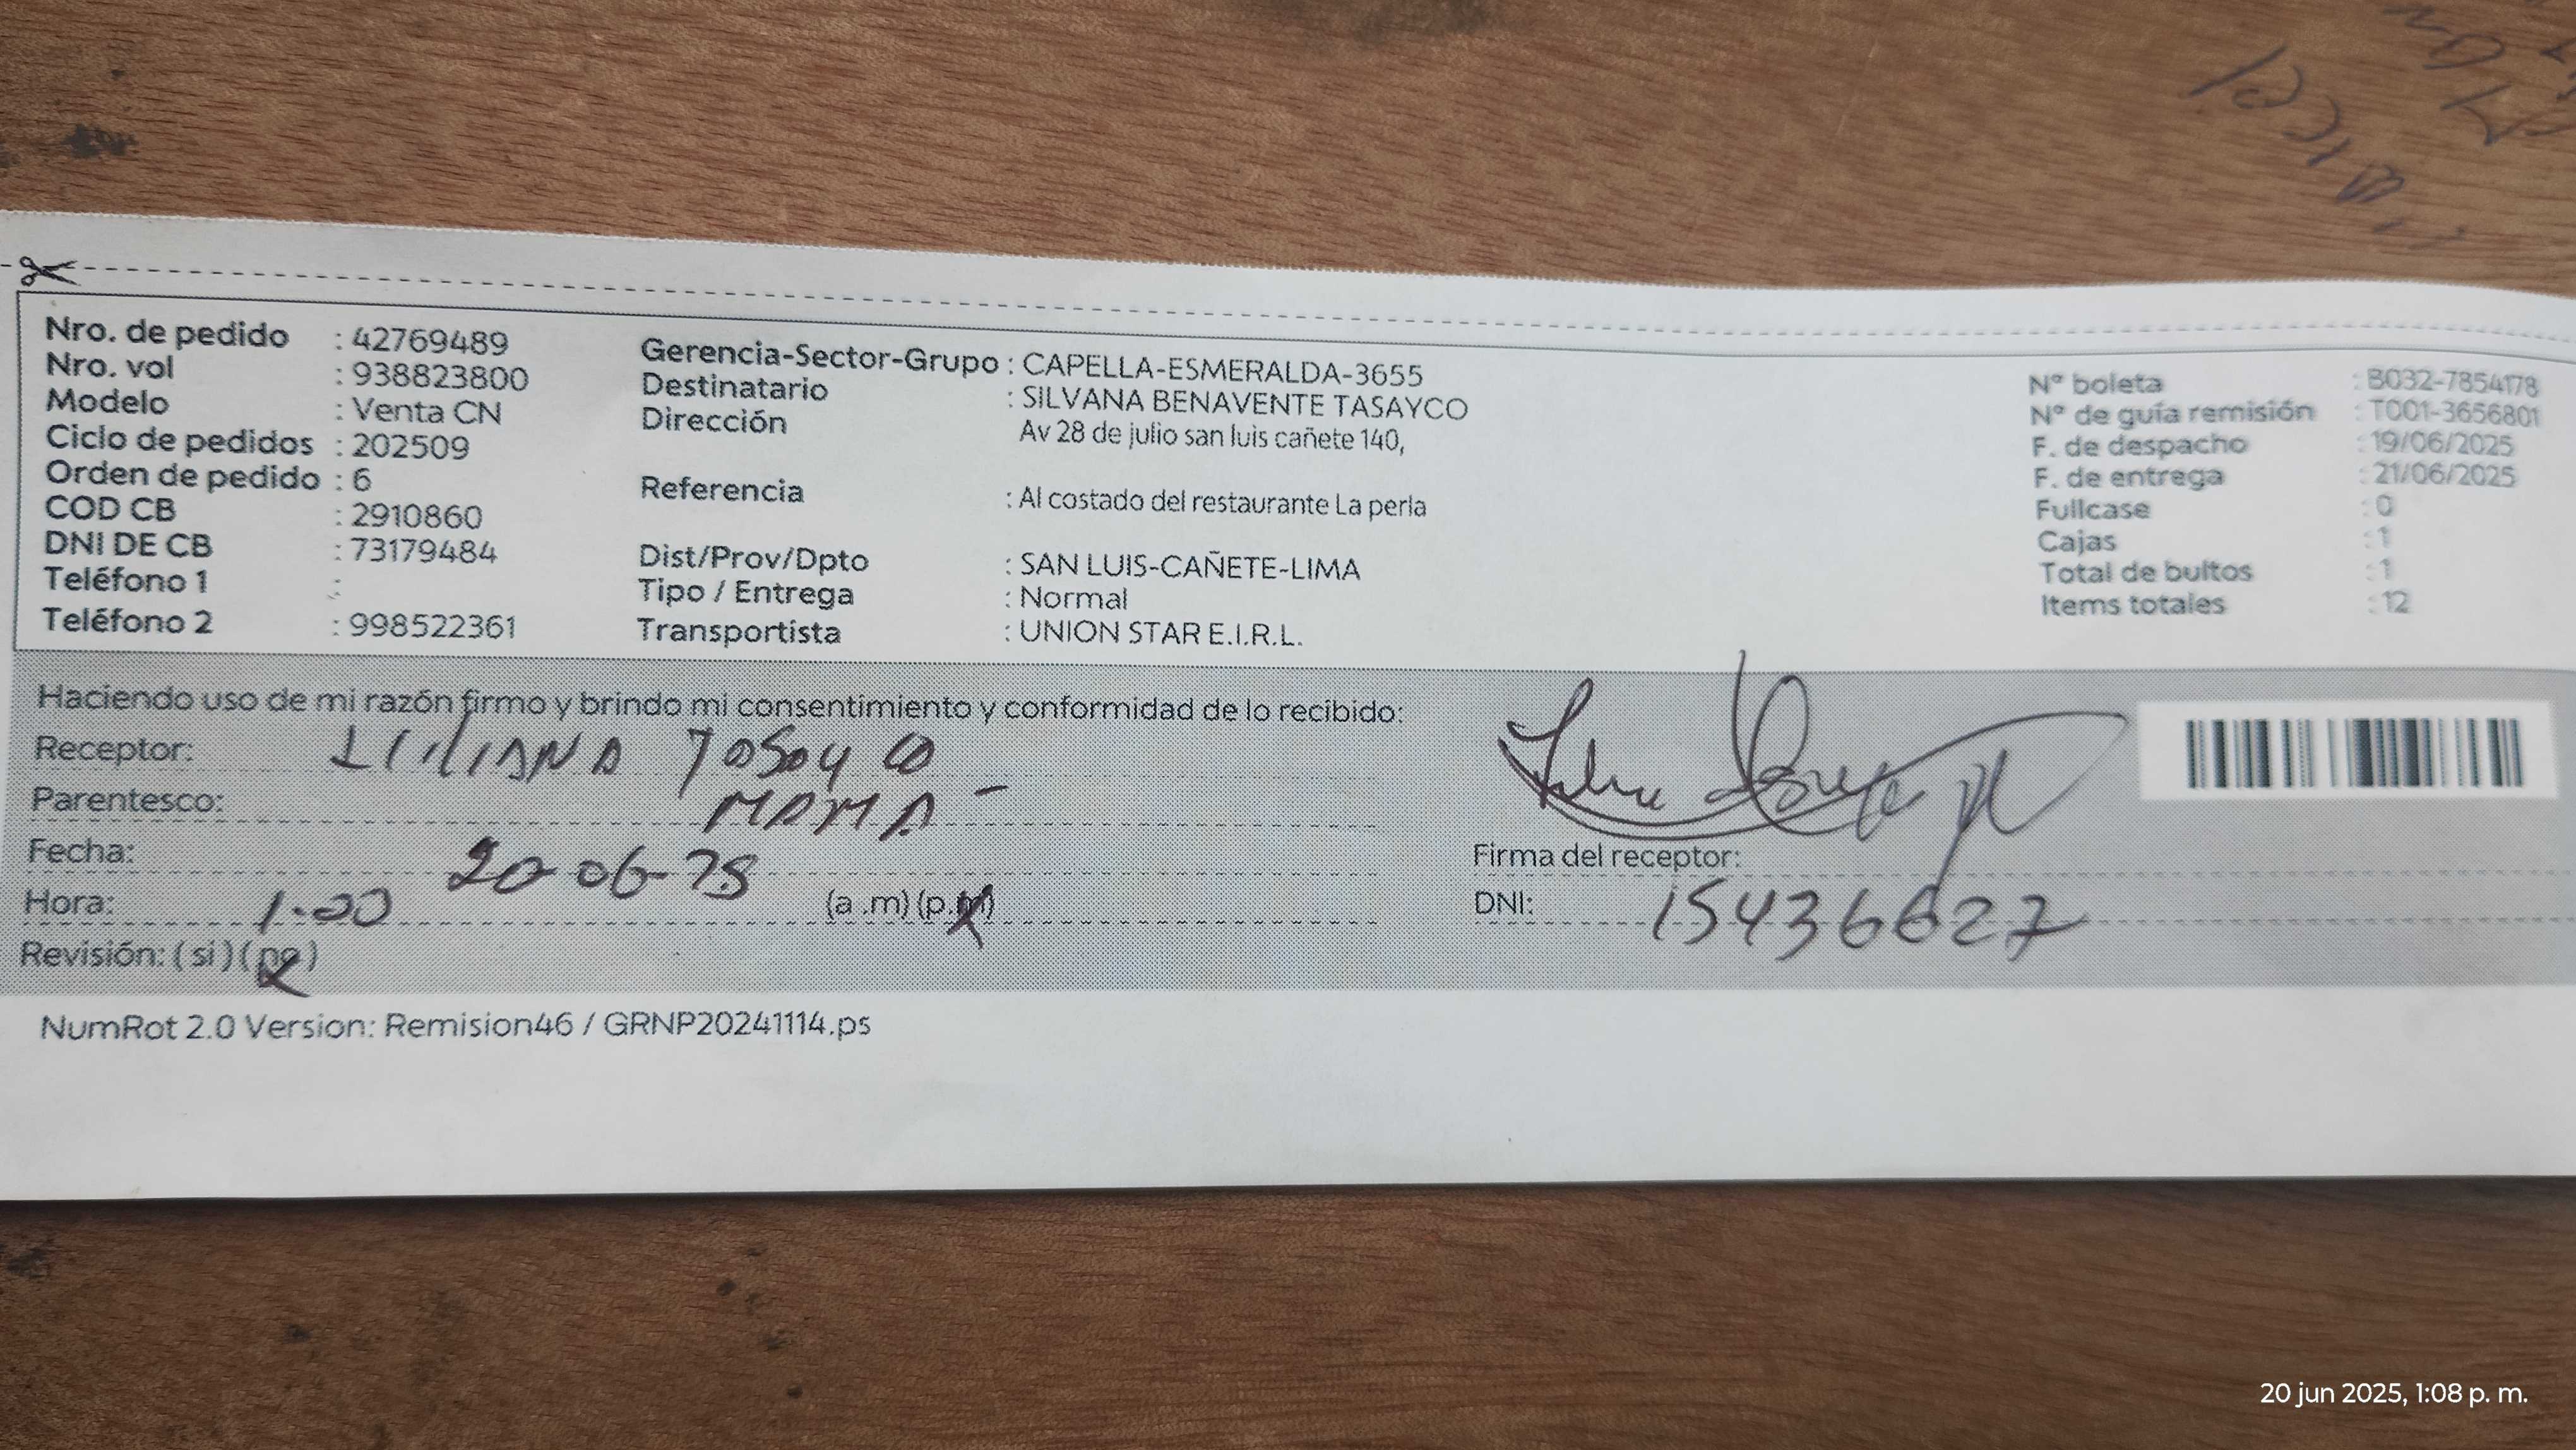 Nro. de pedido : 42769489
Nro. vol : 938823800
Modelo : Venta CN
Ciclo de pedidos : 202509
Orden de pedido : 6
COD CB : 2910860
DNI DE CB : 73179484
Teléfono 1 :
Teléfono 2 : 998522361
Gerencia-Sector-Grupo : CAPELLA-ESMERALDA-3655
Destinatario : SILVANA BENAVENTE TASAYCO
Dirección Av 28 de julio san luis cañete 140,
Referencia : Al costado del restaurante La perla
Dist/Prov/Dpto : SAN LUIS-CAÑETE-LIMA
Tipo / Entrega : Normal
Transportista : UNION STAR E.I.R.L.
N° boleta : B032-7854178
N° de guía remisión : T001-3656801
F. de despacho : 19/06/2025
F. de entrega : 21/06/2025
Fullcase : 0
Cajas : 1
Total de bultos : 1
Items totales : 12
Haciendo uso de mi razón firmo y brindo mi consentimiento y conformidad de lo recibido:
Receptor: LILIANA TASAYCO
Parentesco: MAMA -
Fecha: 20-06-25
Hora: 1.00 (a.m) (p.m)
Revisión: (si) (no)
Firma del receptor:
DNI: 15436627
NumRot 2.0 Version: Remision46 / GRNP20241114.ps
20 jun 2025, 1:08 p. m.